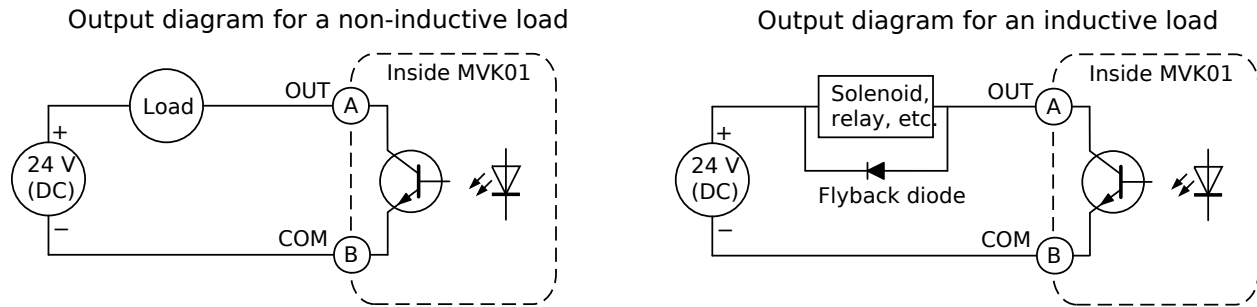 Output diagram for a non-inductive load
Inside MVK01
OUT
A
Load
+
24 V
(DC)
−
COM
B
Output diagram for an inductive load
Inside MVK01
OUT
A
Solenoid,
relay, etc.
+
24 V
(DC)
Flyback diode
−
COM
B